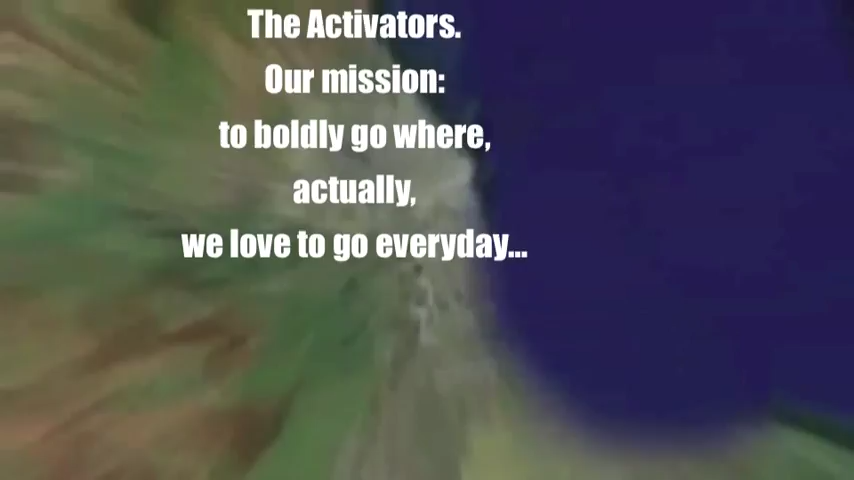 The Activators.
Our mission:
to boldly go where,
actually,
we love to go everyday...